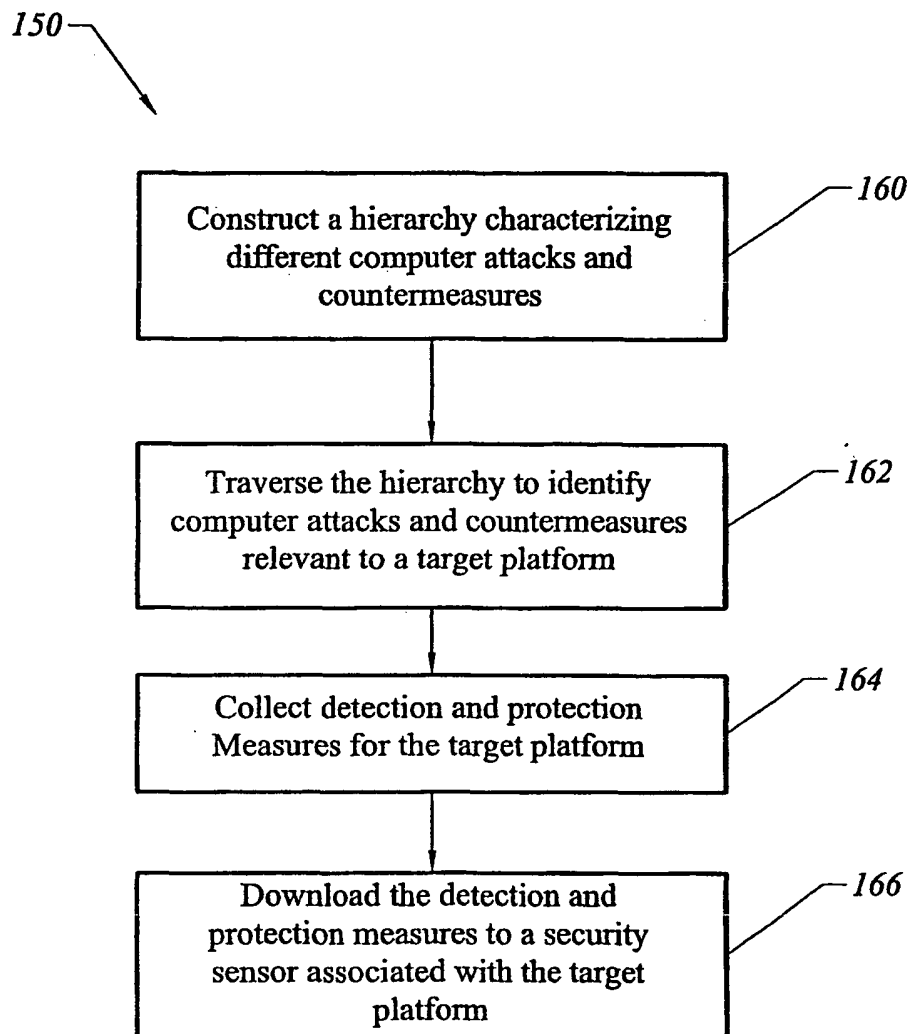 150
Construct a hierarchy characterizing
different computer attacks and
countermeasures
160
Traverse the hierarchy to identify
computer attacks and countermeasures
relevant to a target platform
162
Collect detection and protection
Measures for the target platform
164
Download the detection and
protection measures to a security
sensor associated with the target
platform
166